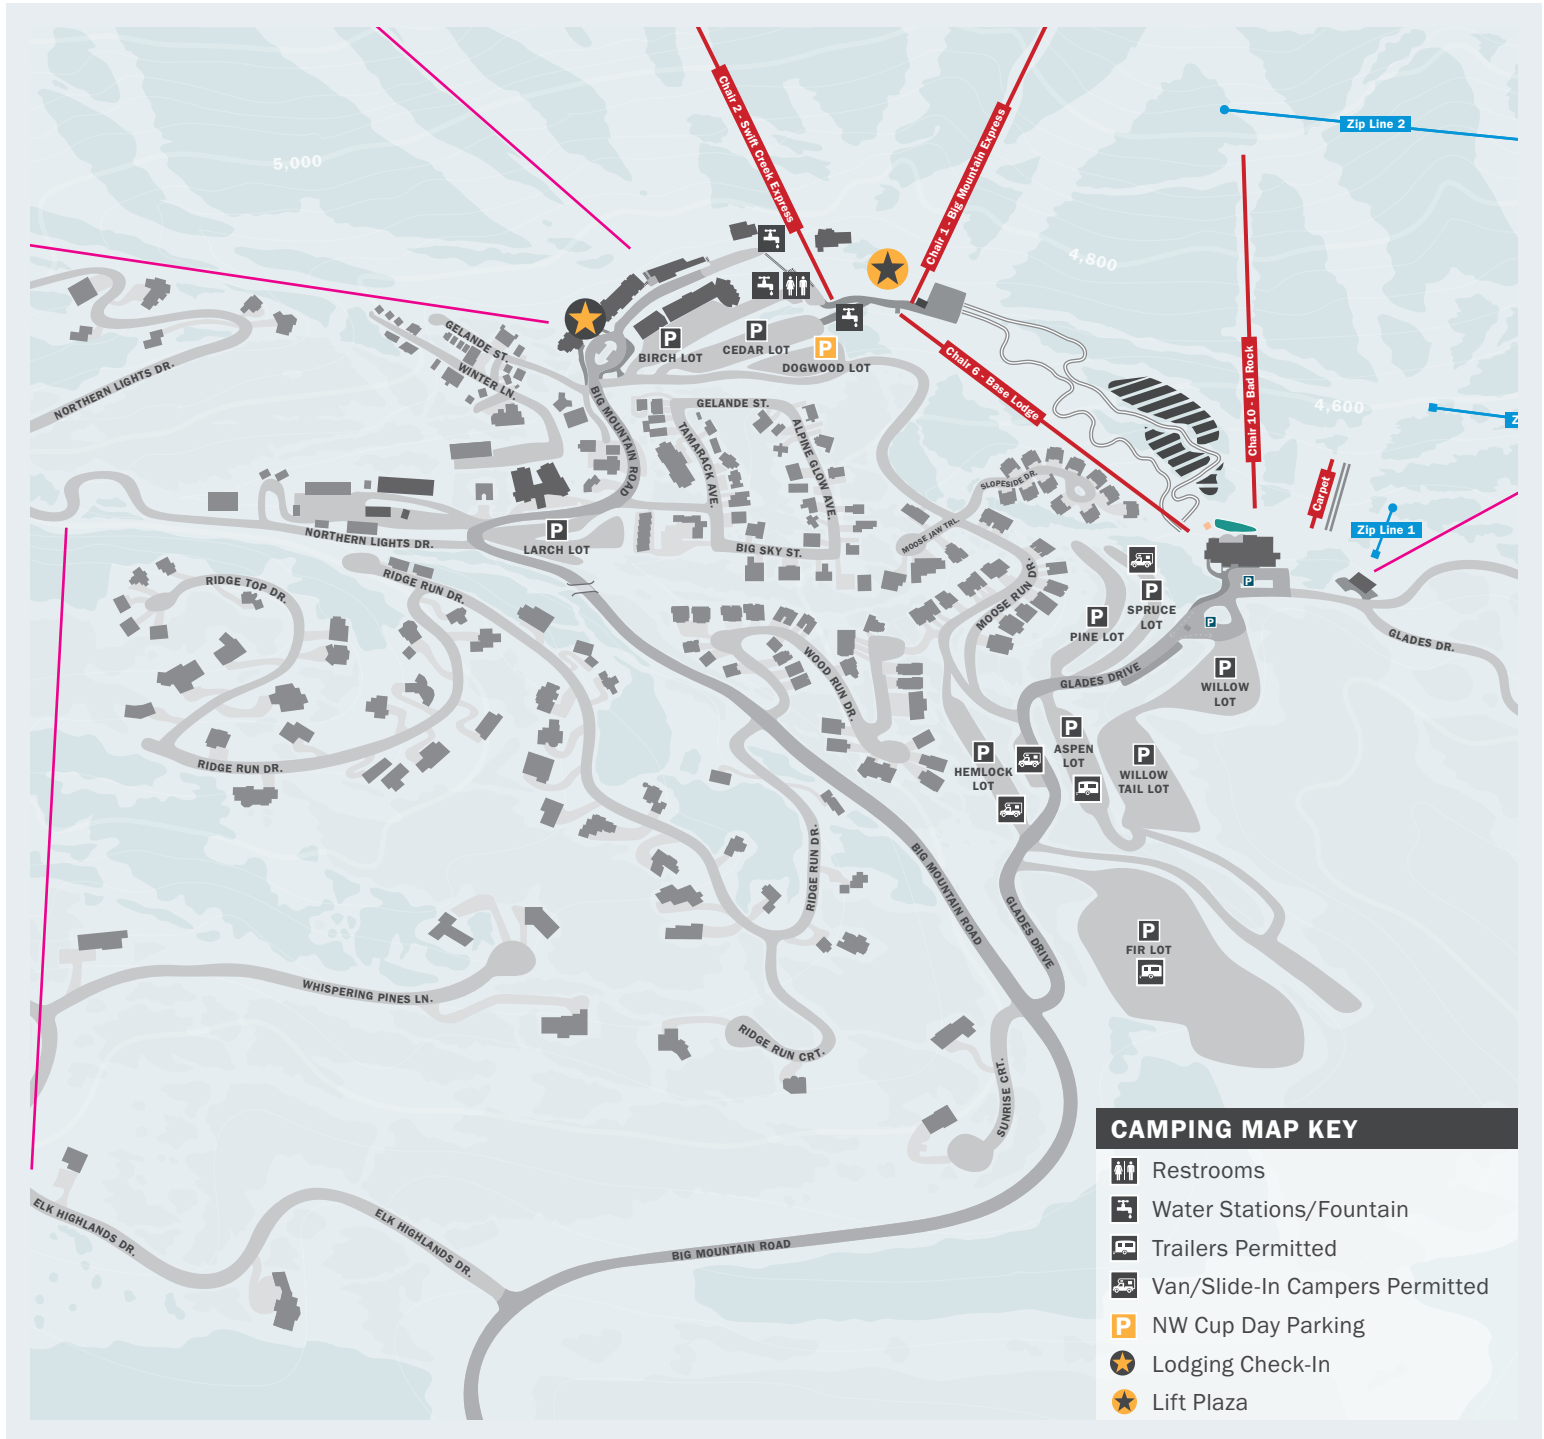 5,000
Chair 2 - Swift Creek Express
Chair 1 - Big Mountain Express
Zip Line 2
4,800
NORTHERN LIGHTS DR.
GELANDE ST.
WINTER LN.
P
BIRCH LOT
P
CEDAR LOT
P
DOGWOOD LOT
Chair 6 - Base Lodge
Chair 10 - Bad Rock
4,600
Z
BIG MOUNTAIN ROAD
GELANDE ST.
TAMARACK AVE.
ALPINE GLOW AVE.
SLOPESIDE DR.
Carpet
Zip Line 1
NORTHERN LIGHTS DR.
P
LARCH LOT
BIG SKY ST.
MOOSE JAW TRL.
RIDGE TOP DR.
RIDGE RUN DR.
MOOSE RUN DR.
P
SPRUCE
LOT
P
PINE LOT
P
P
GLADES DR.
WOOD RUN DR.
GLADES DRIVE
P
WILLOW
LOT
RIDGE RUN DR.
P
HEMLOCK
LOT
P
ASPEN
LOT
P
WILLOW
TAIL LOT
RIDGE RUN DR.
BIG MOUNTAIN ROAD
GLADES DRIVE
P
FIR LOT
WHISPERING PINES LN.
RIDGE RUN CRT.
SUNRISE CRT.
ELK HIGHLANDS DR.
ELK HIGHLANDS DR.
BIG MOUNTAIN ROAD
CAMPING MAP KEY
Restrooms
Water Stations/Fountain
Trailers Permitted
Van/Slide-In Campers Permitted
P NW Cup Day Parking
Lodging Check-In
Lift Plaza